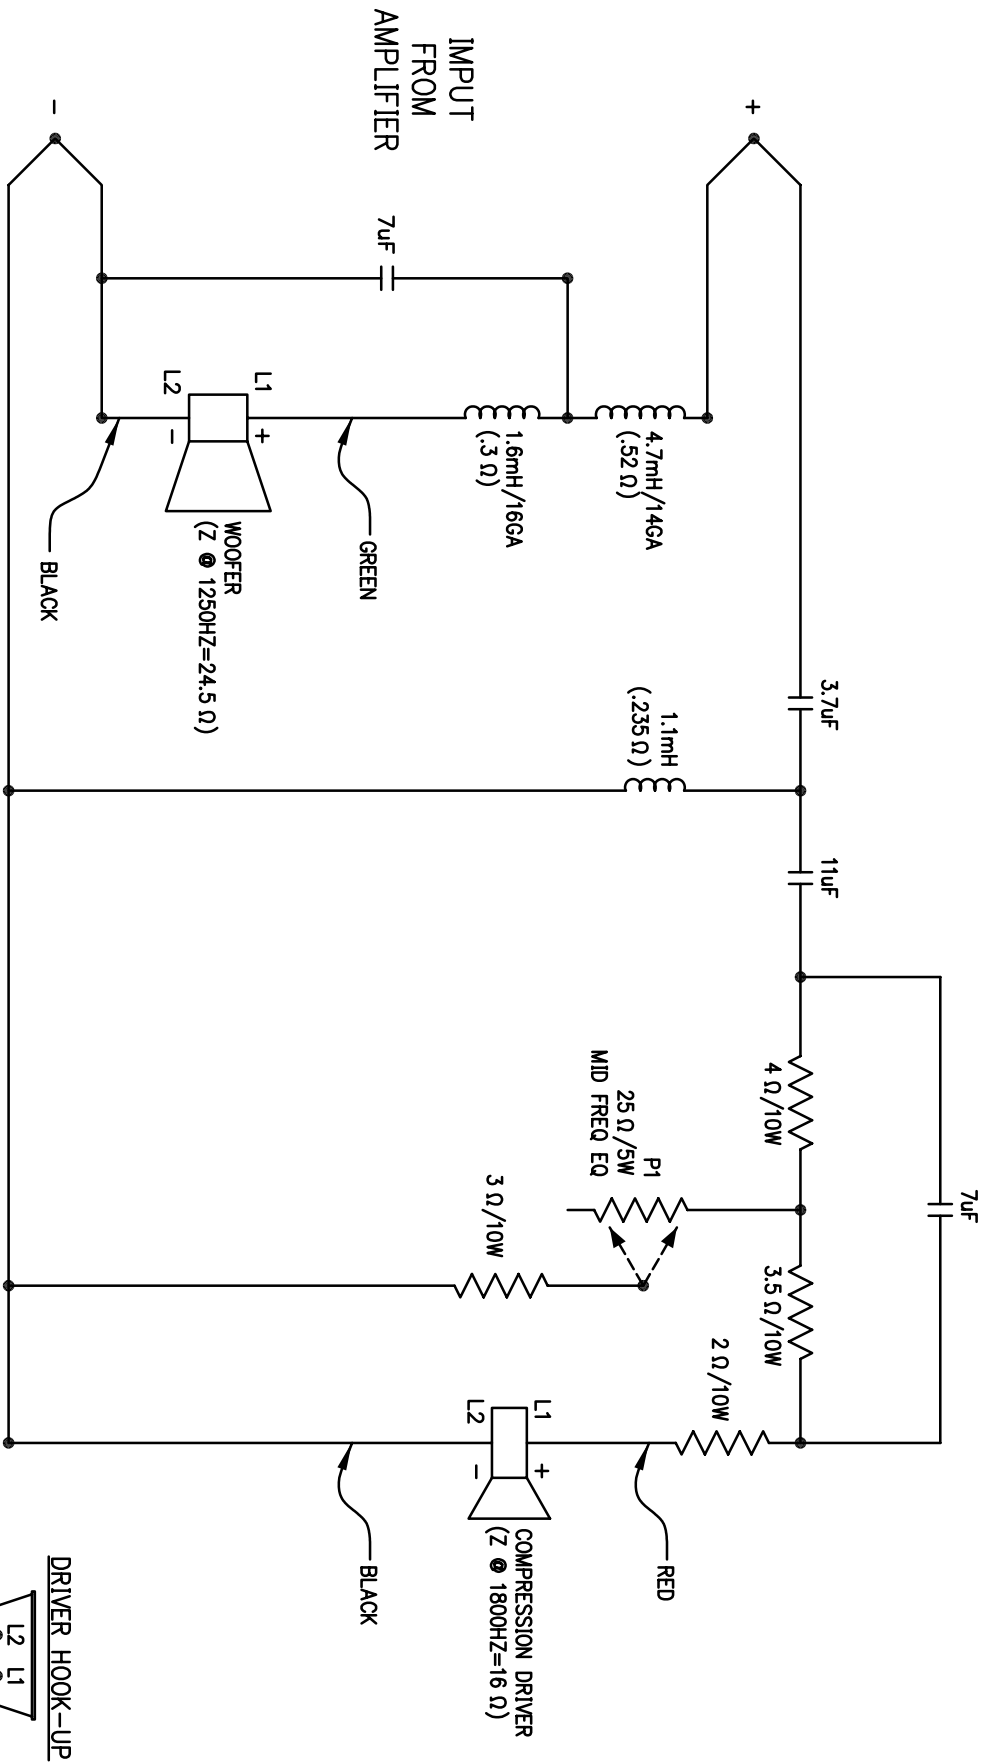 IMPUT
FROM
AMPLIFIER
+
-
7uF
4.7mH/14GA
(.52 Ω)
1.6mH/16GA
(.3 Ω)
GREEN
L1
L2
+
-
WOOFER
(Z @ 1250HZ=24.5 Ω)
BLACK
3.7uF
1.1mH
(.235 Ω)
11uF
7uF
4 Ω/10W
3.5 Ω/10W
P1
25 Ω/5W
MID FREQ EQ
3 Ω/10W
2 Ω/10W
RED
L1
L2
+
-
COMPRESSION DRIVER
(Z @ 1800HZ=16 Ω)
BLACK
DRIVER HOOK-UP
L2 L1